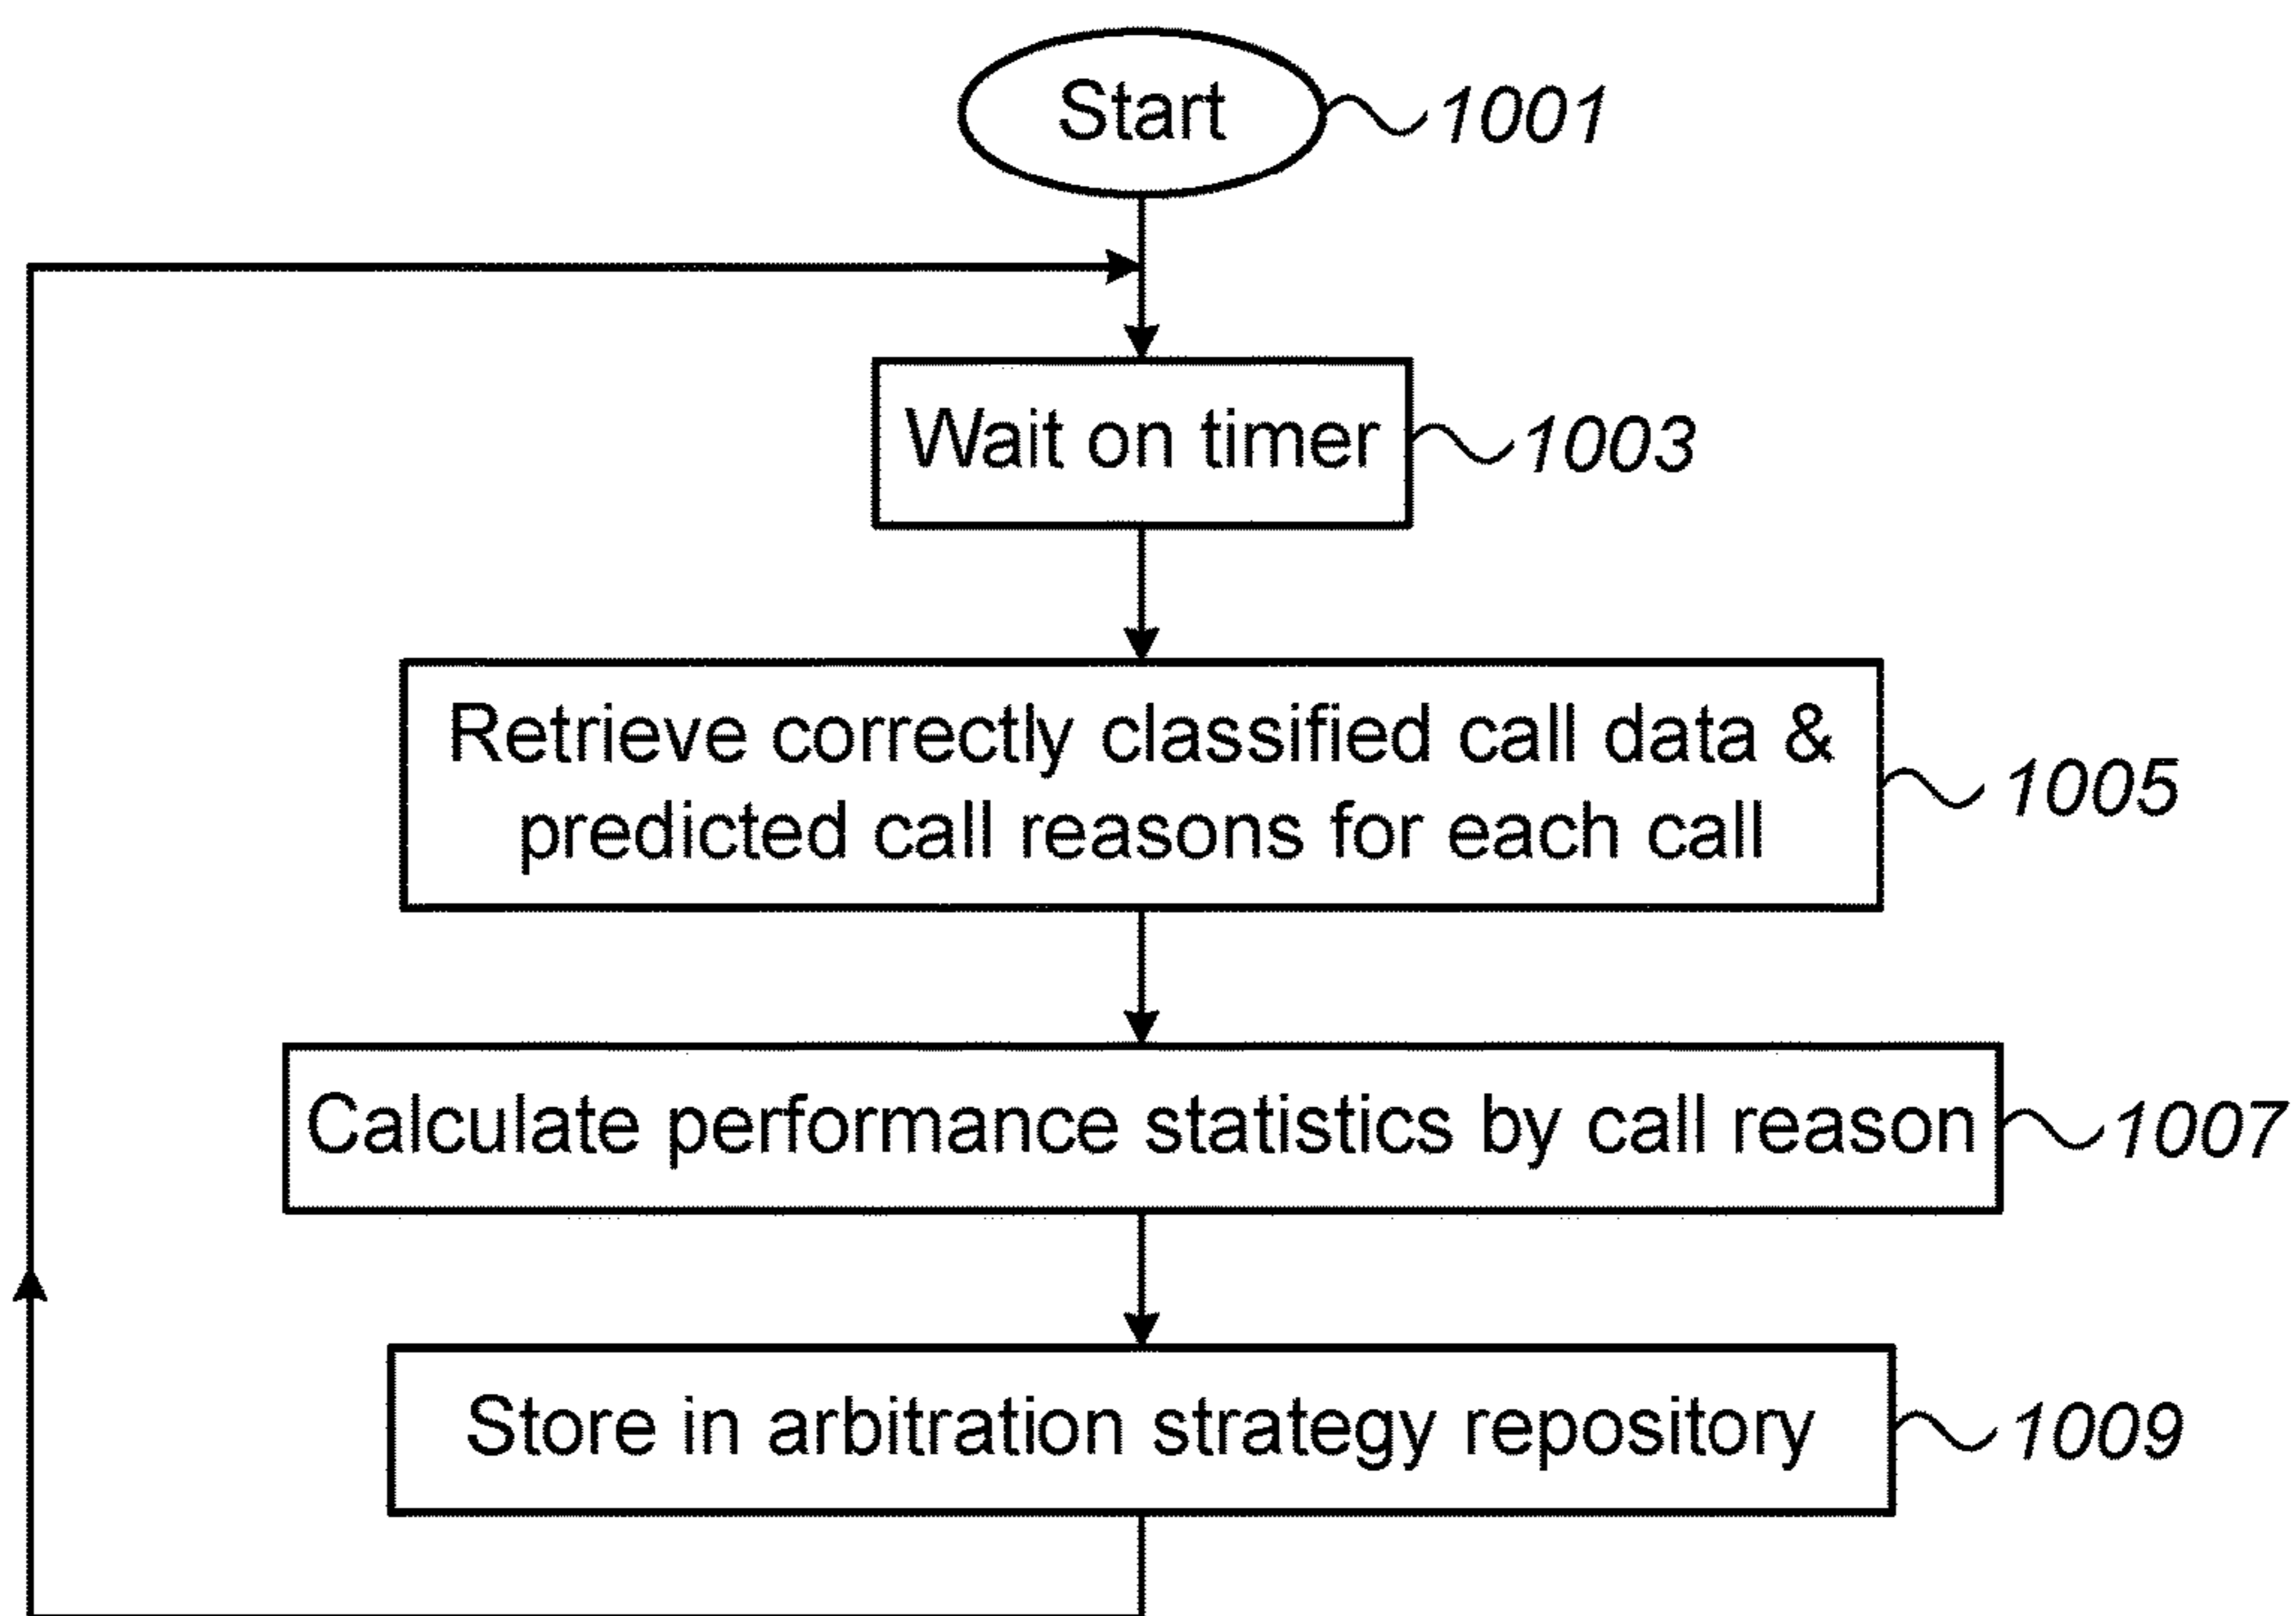 Start
1001
Wait on timer
1003
Retrieve correctly classified call data &
predicted call reasons for each call
1005
Calculate performance statistics by call reason
1007
Store in arbitration strategy repository
1009